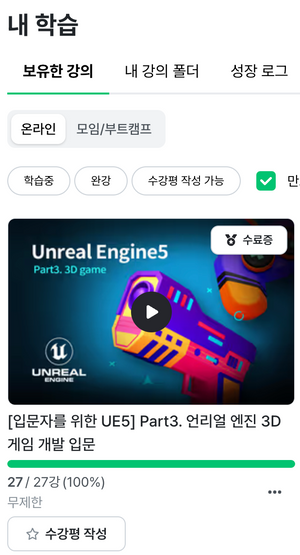 내 학습
보유한 강의 내 강의 폴더 성장 로그
온라인 모임/부트캠프
학습중 완강 수강평 작성 가능 만
수료증
Unreal Engine5
Part3. 3D game
UNREAL
ENGINE
[입문자를 위한 UE5] Part3. 언리얼 엔진 3D
게임 개발 입문
27 / 27강 (100%)
무제한
수강평 작성